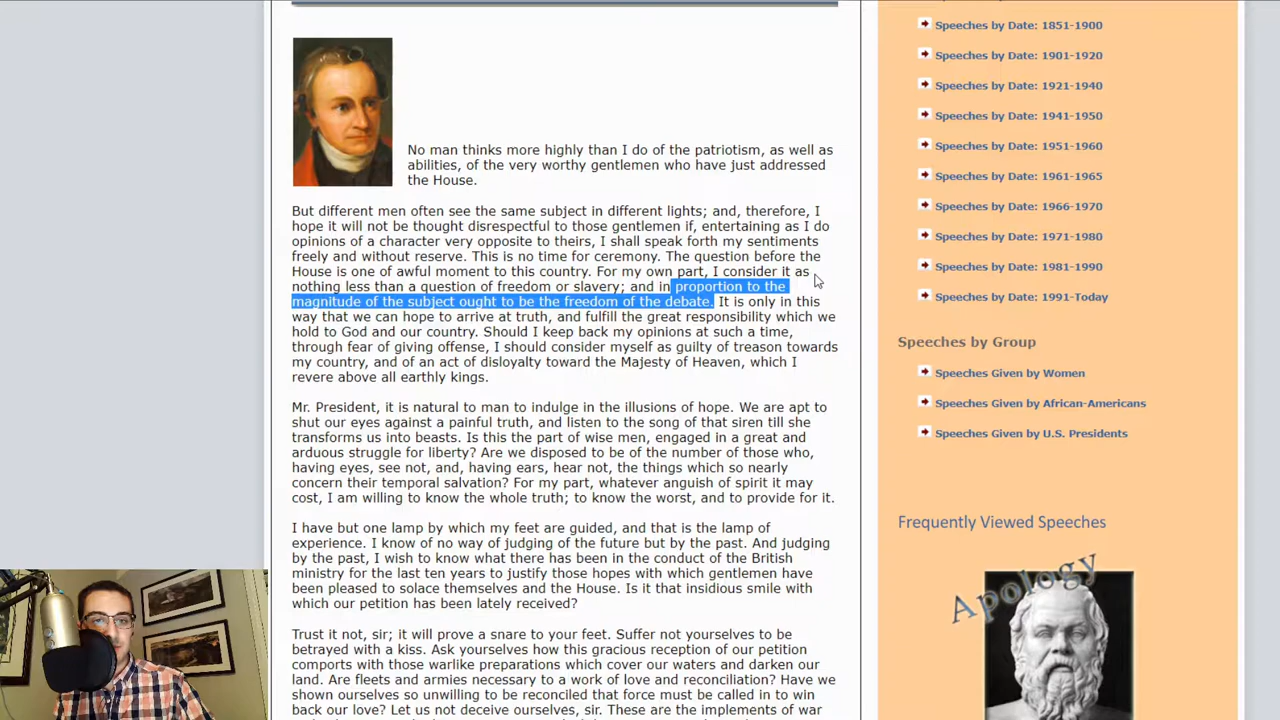 No man thinks more highly than I do of the patriotism, as well as
abilities, of the very worthy gentlemen who have just addressed
the House.
But different men often see the same subject in different lights; and, therefore, I
hope it will not be thought disrespectful to those gentlemen if, entertaining as I do
opinions of a character very opposite to theirs, I shall speak forth my sentiments
freely and without reserve. This is no time for ceremony. The question before the
House is one of awful moment to this country. For my own part, I consider it as
nothing less than a question of freedom or slavery; and in proportion to the
magnitude of the subject ought to be the freedom of the debate. It is only in this
way that we can hope to arrive at truth, and fulfill the great responsibility which we
hold to God and our country. Should I keep back my opinions at such a time,
through fear of giving offense, I should consider myself as guilty of treason towards
my country, and of an act of disloyalty toward the Majesty of Heaven, which I
revere above all earthly kings.
Mr. President, it is natural to man to indulge in the illusions of hope. We are apt to
shut our eyes against a painful truth, and listen to the song of that siren till she
transforms us into beasts. Is this the part of wise men, engaged in a great and
arduous struggle for liberty? Are we disposed to be of the number of those who,
having eyes, see not, and, having ears, hear not, the things which so nearly
concern their temporal salvation? For my part, whatever anguish of spirit it may
cost, I am willing to know the whole truth; to know the worst, and to provide for it.
I have but one lamp by which my feet are guided, and that is the lamp of
experience. I know of no way of judging of the future but by the past. And judging
by the past, I wish to know what there has been in the conduct of the British
ministry for the last ten years to justify those hopes with which gentlemen have
been pleased to solace themselves and the House. Is it that insidious smile with
which our petition has been lately received?
Trust it not, sir; it will prove a snare to your feet. Suffer not yourselves to be
betrayed with a kiss. Ask yourselves how this gracious reception of our petition
comports with those warlike preparations which cover our waters and darken our
land. Are fleets and armies necessary to a work of love and reconciliation? Have we
shown ourselves so unwilling to be reconciled that force must be called in to win
back our love? Let us not deceive ourselves, sir. These are the implements of war
Speeches by Date: 1851-1900
Speeches by Date: 1901-1920
Speeches by Date: 1921-1940
Speeches by Date: 1941-1950
Speeches by Date: 1951-1960
Speeches by Date: 1961-1965
Speeches by Date: 1966-1970
Speeches by Date: 1971-1980
Speeches by Date: 1981-1990
Speeches by Date: 1991-Today
Speeches by Group
Speeches Given by Women
Speeches Given by African-Americans
Speeches Given by U.S. Presidents
Frequently Viewed Speeches
Apology